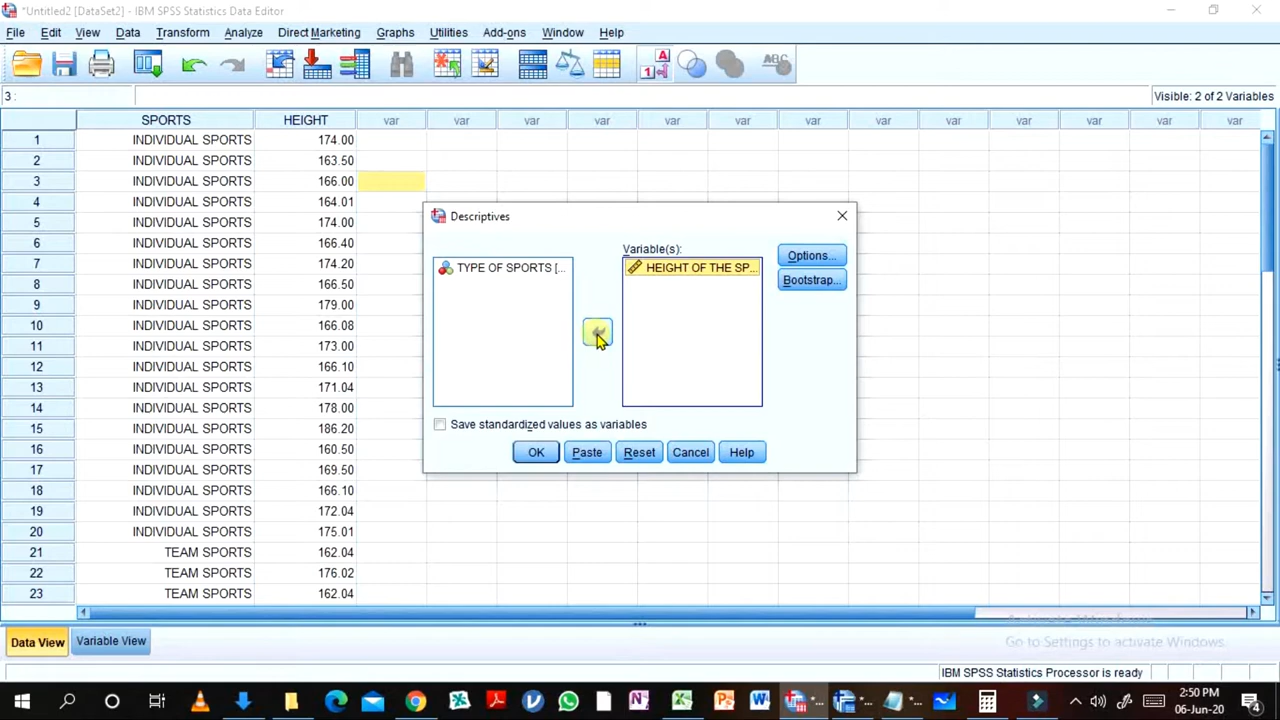 *Untitled2 [DataSet2] - IBM SPSS Statistics Data Editor
File Edit View Data Transform Analyze Direct Marketing Graphs Utilities Add-ons Window Help
3 :
Visible: 2 of 2 Variables
SPORTS HEIGHT var var var var var var var var var var var var var
1 INDIVIDUAL SPORTS 174.00
2 INDIVIDUAL SPORTS 163.50
3 INDIVIDUAL SPORTS 166.00
4 INDIVIDUAL SPORTS 164.01
5 INDIVIDUAL SPORTS 174.00
6 INDIVIDUAL SPORTS 166.40
7 INDIVIDUAL SPORTS 174.20
8 INDIVIDUAL SPORTS 166.50
9 INDIVIDUAL SPORTS 179.00
10 INDIVIDUAL SPORTS 166.08
11 INDIVIDUAL SPORTS 173.00
12 INDIVIDUAL SPORTS 166.10
13 INDIVIDUAL SPORTS 171.04
14 INDIVIDUAL SPORTS 178.00
15 INDIVIDUAL SPORTS 186.20
16 INDIVIDUAL SPORTS 160.50
17 INDIVIDUAL SPORTS 169.50
18 INDIVIDUAL SPORTS 166.10
19 INDIVIDUAL SPORTS 172.04
20 INDIVIDUAL SPORTS 175.01
21 TEAM SPORTS 162.04
22 TEAM SPORTS 176.02
23 TEAM SPORTS 162.04
Descriptives
Variable(s):
TYPE OF SPORTS [...
HEIGHT OF THE SP...
Options...
Bootstrap...
Save standardized values as variables
OK Paste Reset Cancel Help
Go to Settings to activate Windows.
Data View Variable View
IBM SPSS Statistics Processor is ready
2:50 PM
06-Jun-20
4